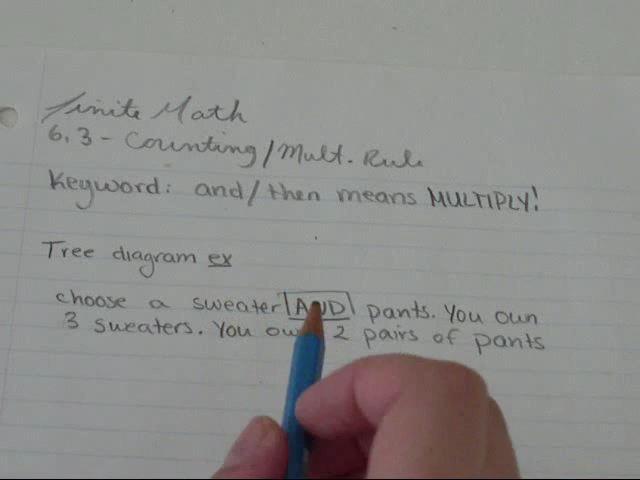 Finite Math
6.3 - Counting/Mult. Rule
Keyword: and/then means MULTIPLY!
Tree diagram ex
choose a sweater AND pants. You own
3 sweaters. You own 2 pairs of pants